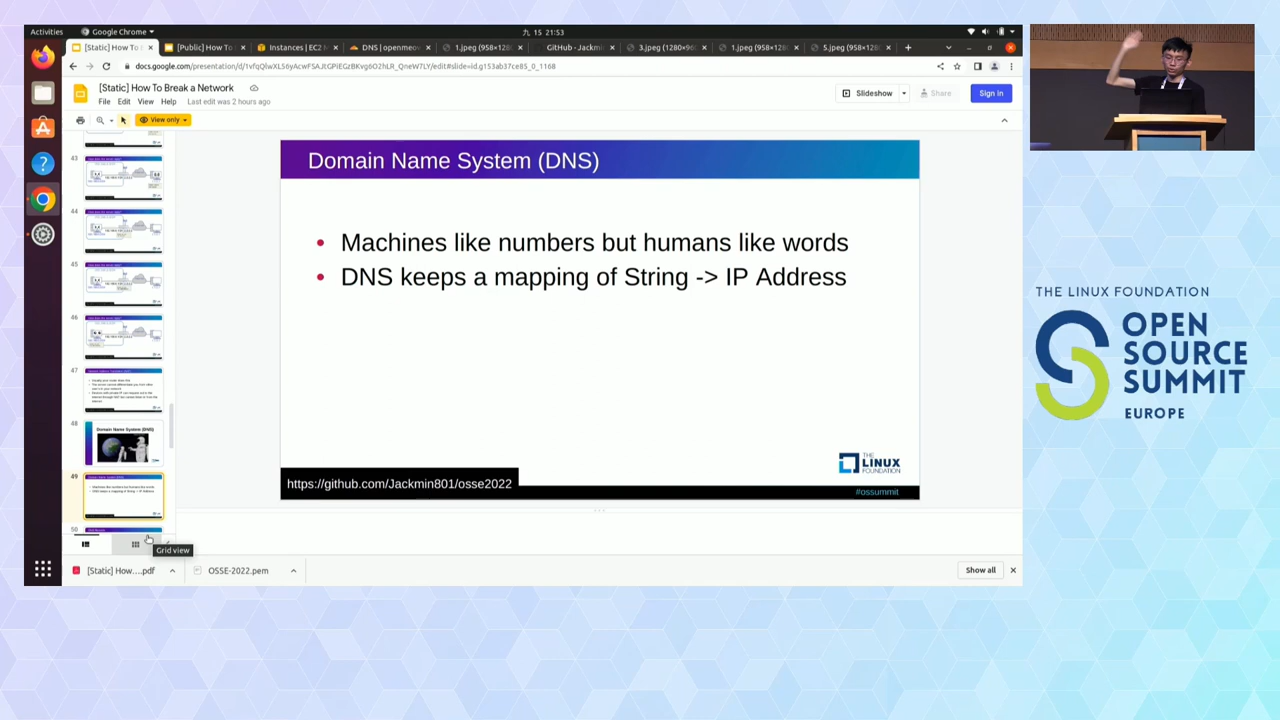 Activities
Google Chrome
九 15 21:53
[Static] How To
[Public] How To
Instances | EC2
DNS | openmeo
1.jpeg (958×128
GitHub - Jackmi
3.jpeg (1280×96
1.jpeg (958×128
5.jpeg (958×128
docs.google.com/presentation/d/1vfqQlwXL56yAcwFSAJtGPiEGzBKvg6O2hLR_QneW7LY/edit#slide=id.g153ab37ce85_0_1168
[Static] How To Break a Network
File Edit View Help Last edit was 2 hours ago
Slideshow
Share
Sign in
View only
43
44
45
46
47
48
Domain Name System (DNS)
49
50
Domain Name System (DNS)
• Machines like numbers but humans like words
• DNS keeps a mapping of String -> IP Address
THE LINUX FOUNDATION
https://github.com/Jackmin801/osse2022
#ossummit
Grid view
[Static] How....pdf
OSSE-2022.pem
Show all
THE LINUX FOUNDATION
OPEN
SOURCE
SUMMIT
EUROPE